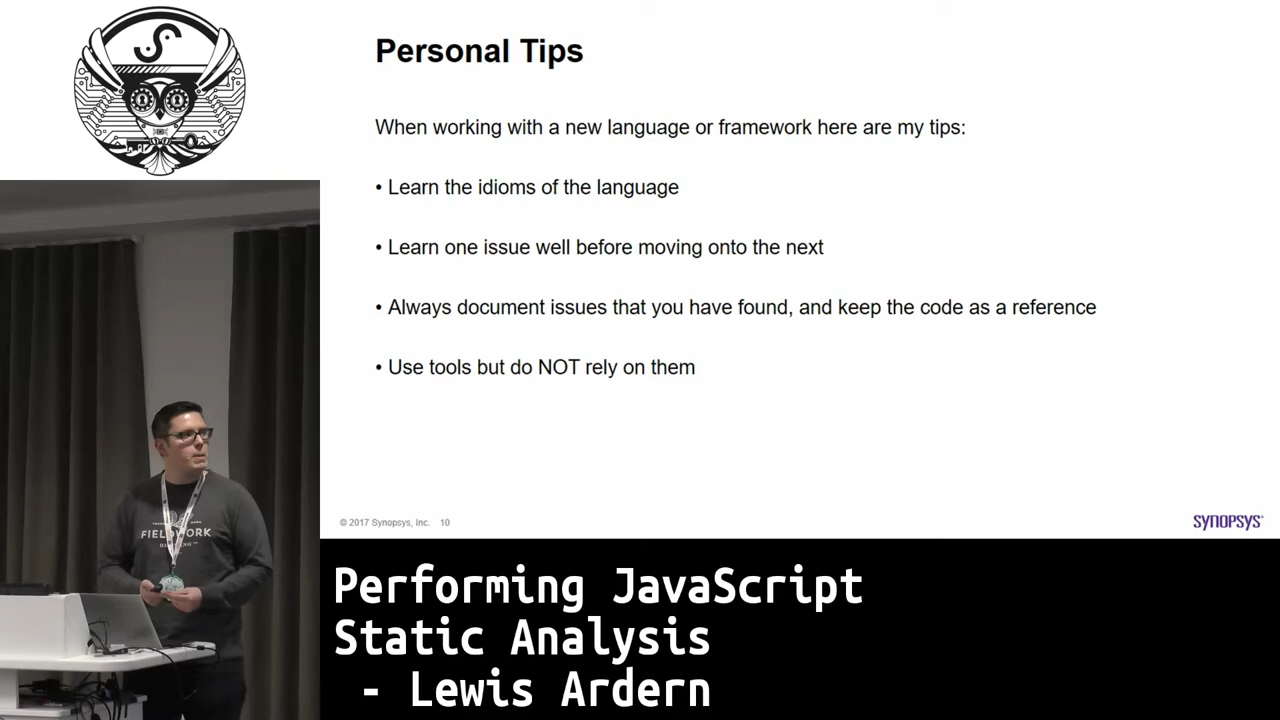 Personal Tips
When working with a new language or framework here are my tips:
• Learn the idioms of the language
• Learn one issue well before moving onto the next
• Always document issues that you have found, and keep the code as a reference
• Use tools but do NOT rely on them
FIELDWORK
© 2017 Synopsys, Inc. 10
SYNOPSYS®
Performing JavaScript
Static Analysis
- Lewis Ardern